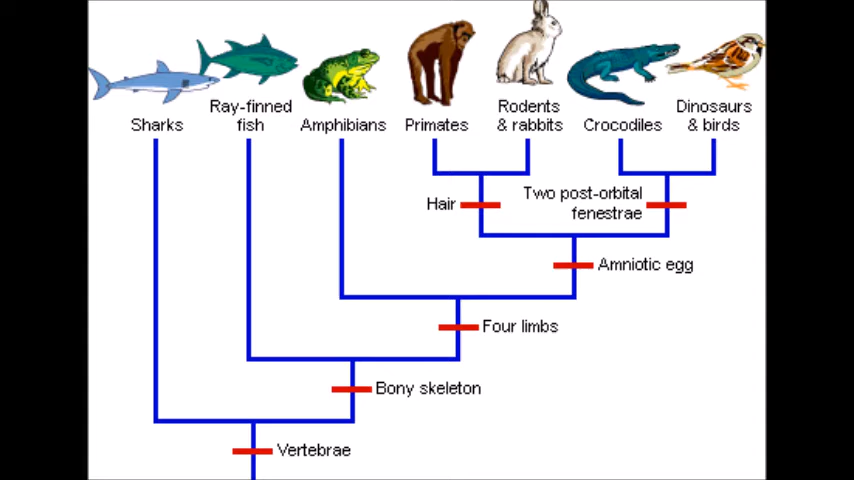 Ray-finned
fish
Rodents
& rabbits
Dinosaurs
& birds
Sharks
Amphibians
Primates
Crocodiles
Hair
Two post-orbital
fenestrae
Amniotic egg
Four limbs
Bony skeleton
Vertebrae